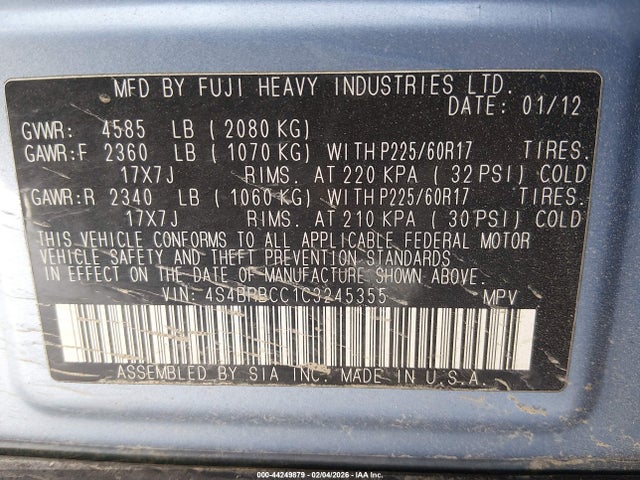 MFD BY FUJI HEAVY INDUSTRIES LTD.
DATE: 01/12
GVWR: 4585 LB (2080 KG)
GAWR:F 2360 LB (1070 KG) WITH P225/60R17 TIRES.
17X7J RIMS. AT 220 KPA (32 PSI) COLD
GAWR:R 2340 LB (1060 KG) WITH P225/60R17 TIRES.
17X7J RIMS. AT 210 KPA (30 PSI) COLD
THIS VEHICLE CONFORMS TO ALL APPLICABLE FEDERAL MOTOR
VEHICLE SAFETY AND THEFT PREVENTION STANDARDS
IN EFFECT ON THE DATE OF MANUFACTURE SHOWN ABOVE.
VIN: 4S4BRBCC1C3245355 MPV
ASSEMBLED BY SIA INC. MADE IN U.S.A.
000-44249879 - 02/04/2026 - IAA Inc.